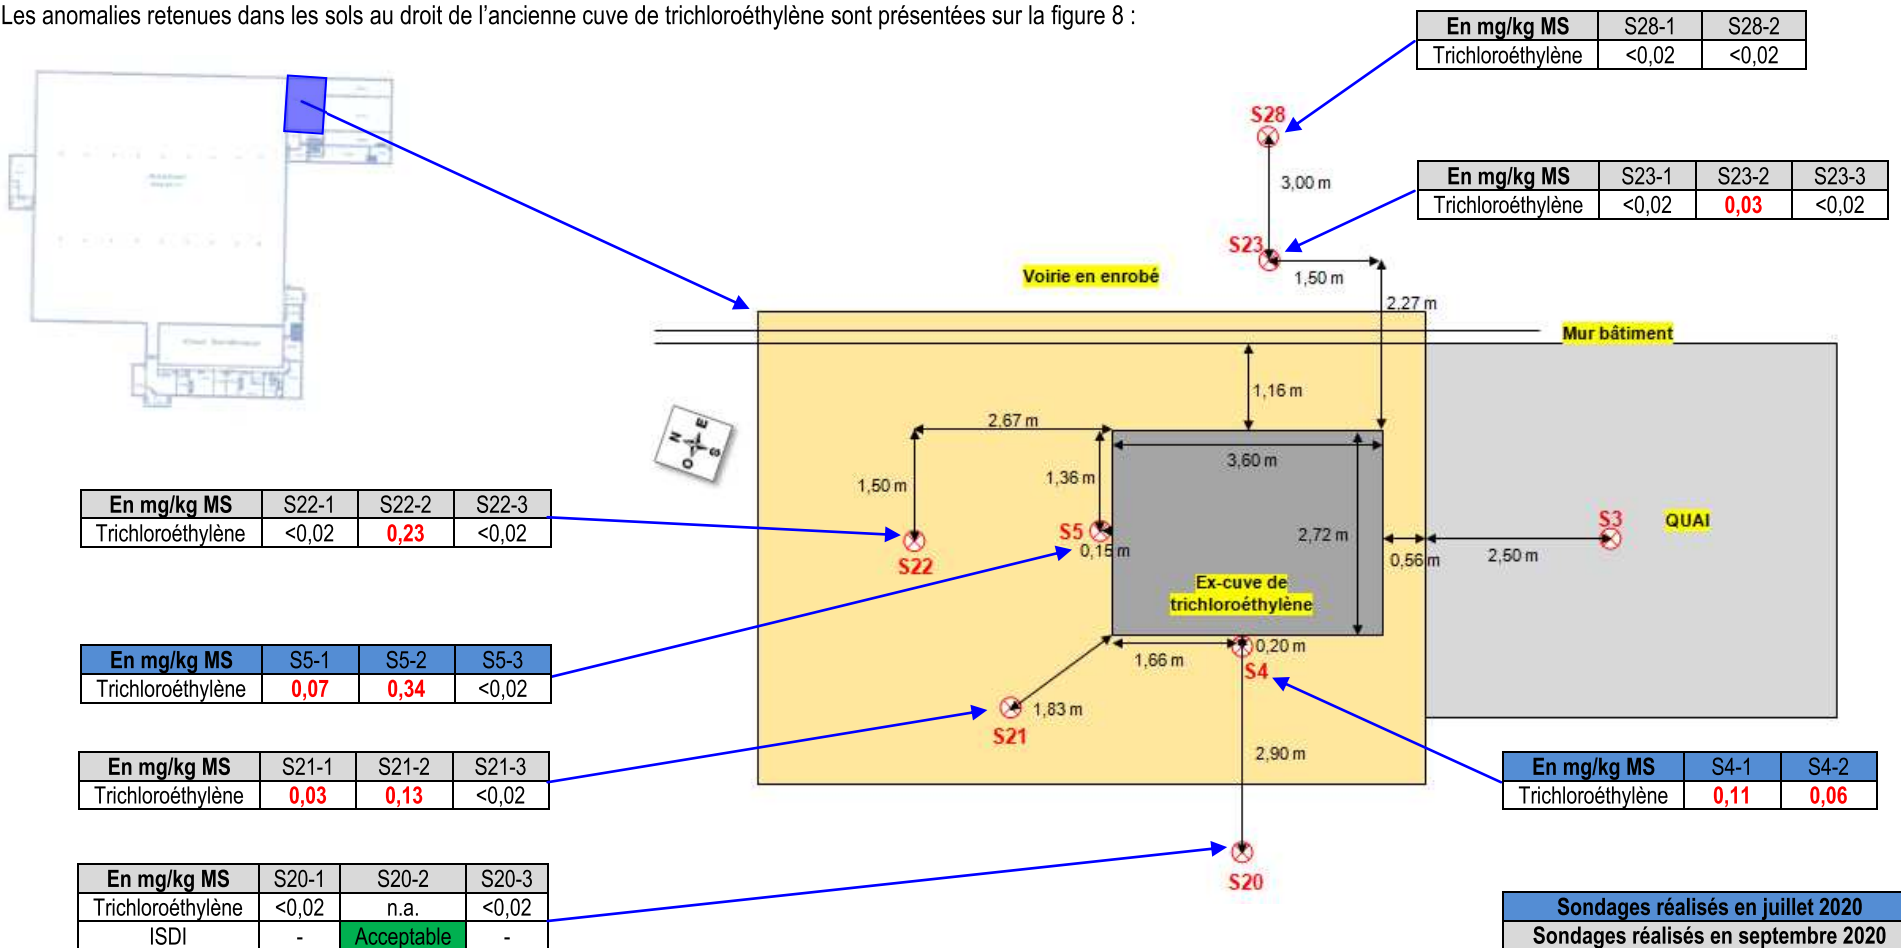 Les anomalies retenues dans les sols au droit de l'ancienne cuve de trichloroéthylène sont présentées sur la figure 8 :
En mg/kg MS S28-1 S28-2
Trichloroéthylène <0,02 <0,02
S28
3,00 m
En mg/kg MS S23-1 S23-2 S23-3
Trichloroéthylène <0,02 0,03 <0,02
S23
1,50 m
Voirie en enrobé
2,27 m
Mur bâtiment
1,16 m
N E S O
2,67 m
3,60 m
1,50 m
1,36 m
En mg/kg MS S22-1 S22-2 S22-3
Trichloroéthylène <0,02 0,23 <0,02
S22
S5
0,15 m
2,72 m
0,56 m
2,50 m
S3
QUAI
Ex-cuve de
trichloroéthylène
En mg/kg MS S5-1 S5-2 S5-3
Trichloroéthylène 0,07 0,34 <0,02
1,66 m
0,20 m
S4
1,83 m
S21
En mg/kg MS S21-1 S21-2 S21-3
Trichloroéthylène 0,03 0,13 <0,02
2,90 m
En mg/kg MS S4-1 S4-2
Trichloroéthylène 0,11 0,06
S20
En mg/kg MS S20-1 S20-2 S20-3
Trichloroéthylène <0,02 n.a. <0,02
ISDI - Acceptable -
Sondages réalisés en juillet 2020
Sondages réalisés en septembre 2020